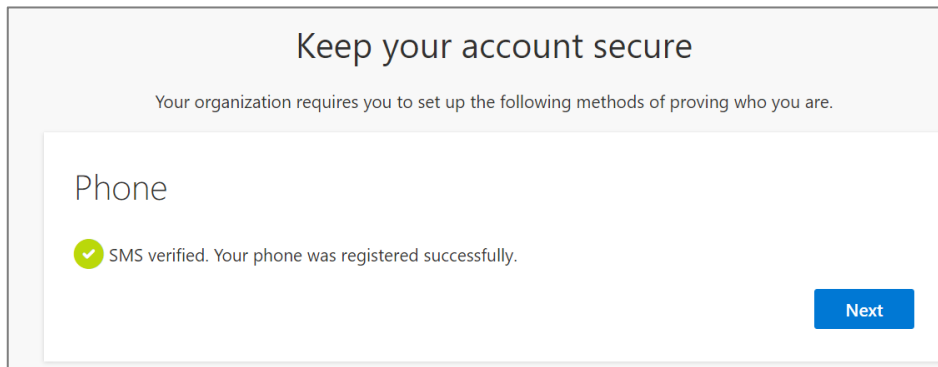 Keep your account secure
Your organization requires you to set up the following methods of proving who you are.
Phone
SMS verified. Your phone was registered successfully.
Next